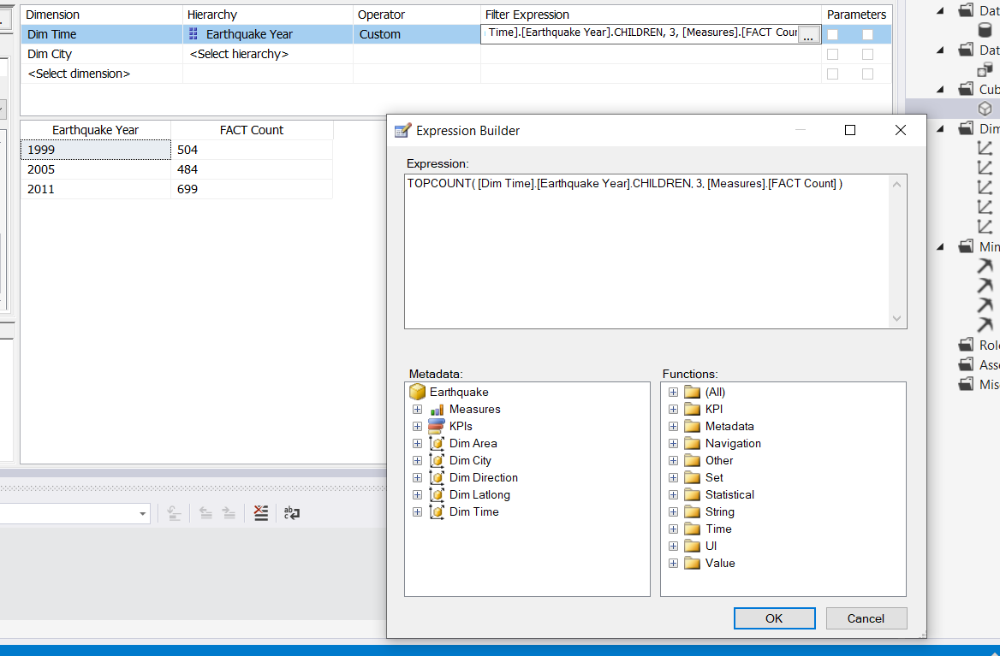 Dimension Hierarchy Operator Filter Expression Parameters
Dim Time Earthquake Year Custom Time].[Earthquake Year].CHILDREN, 3, [Measures].[FACT Coun ...
Dim City <Select hierarchy>
<Select dimension>
Earthquake Year FACT Count
1999 504
2005 484
2011 699
Expression Builder
Expression:
TOPCOUNT( [Dim Time].[Earthquake Year].CHILDREN, 3, [Measures].[FACT Count] )
Metadata:
Earthquake
Measures
KPIs
Dim Area
Dim City
Dim Direction
Dim Latlong
Dim Time
Functions:
(All)
KPI
Metadata
Navigation
Other
Set
Statistical
String
Time
UI
Value
OK Cancel
Dat
Dat
Cub
Dim
Min
Role
Asse
Misc